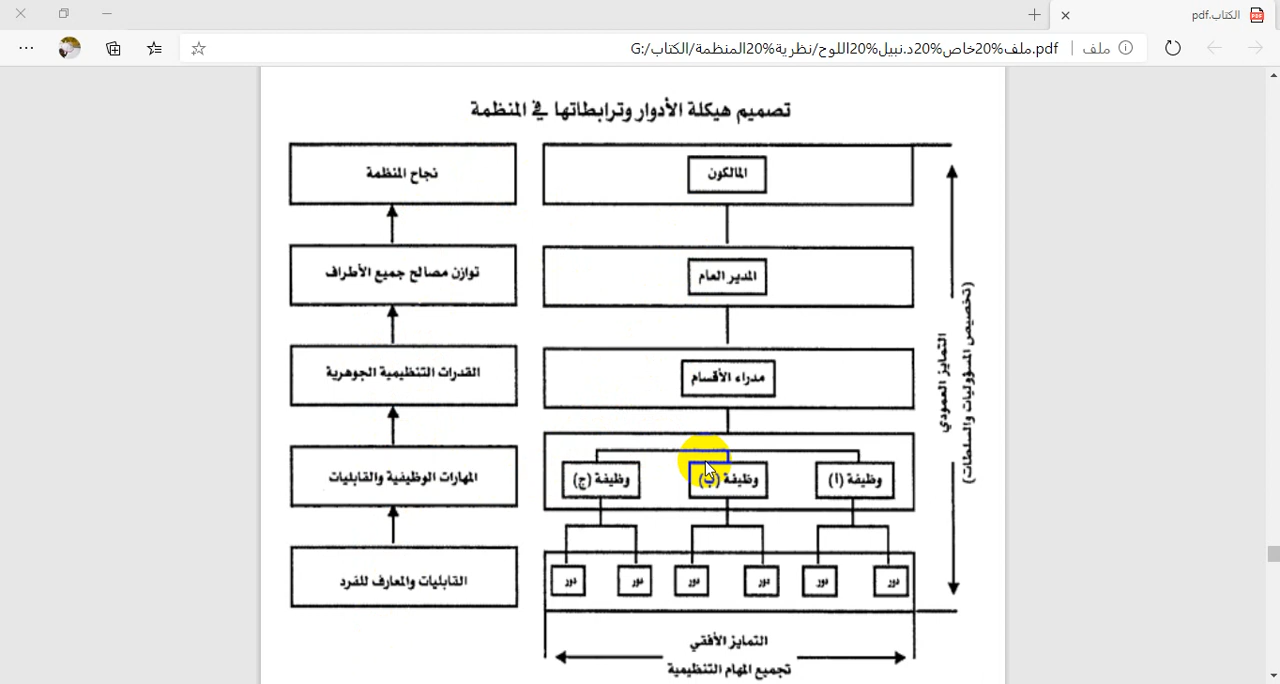 الكتاب.pdf
ملف
G:/الكتاب/نظرية%20المنظمة/ملف%20خاص%20د.نبيل%20اللوح.pdf
تصميم هيكلة الأدوار وترابطاتها في المنظمة
المالكون
نجاح المنظمة
المدير العام
توازن مصالح جميع الأطراف
مدراء الأقسام
القدرات التنظيمية الجوهرية
وظيفة (أ)
وظيفة (ب)
وظيفة (ج)
المهارات الوظيفية والقابليات
دور
دور
دور
دور
دور
دور
القابليات والمعارف للفرد
التمايز العمودي
(تخصيص المسؤوليات والسلطات)
التمايز الأفقي
تجميع المهام التنظيمية